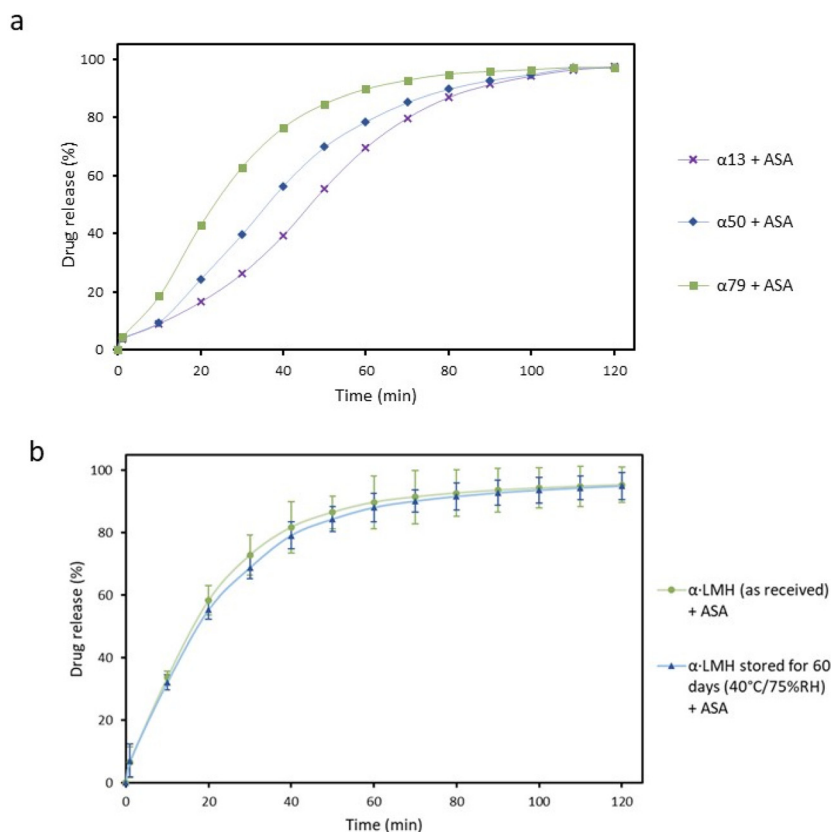 a
100
80
60
40
20
0
Drug release (%)
0 20 40 60 80 100 120
Time (min)
α13 + ASA
α50 + ASA
α79 + ASA
b
100
80
60
40
20
0
Drug release (%)
0 20 40 60 80 100 120
Time (min)
α·LMH (as received)
+ ASA
α·LMH stored for 60
days (40°C/75%RH)
+ ASA